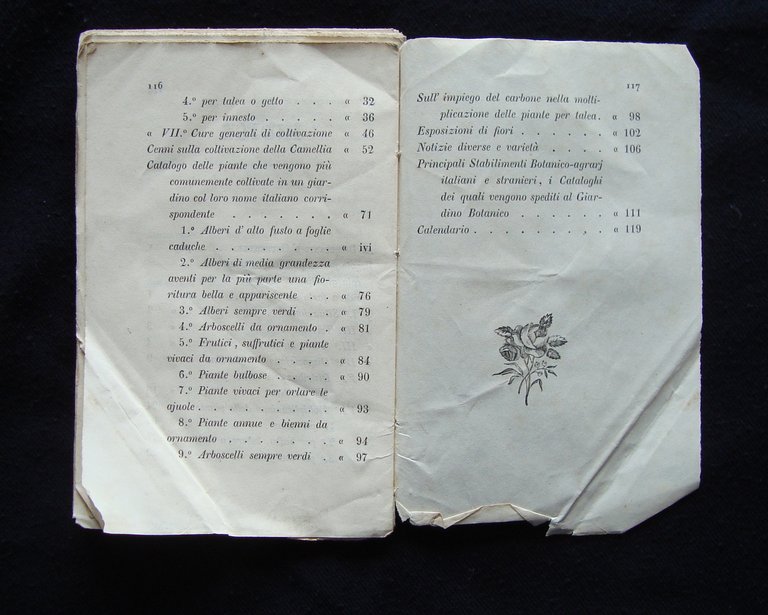 116
4.º per talea o getto . . . « 32
5.º per innesto . . . . « 36
« VII.º Cure generali di coltivazione « 46
Cenni sulla coltivazione della Camellia « 52
Catalogo delle piante che vengono più
comunemente coltivate in un giar-
dino col loro nome italiano corri-
spondente . . . . . . . « 71
1.º Alberi d'alto fusto a foglie
caduche . . . . . . . . « ivi
2.º Alberi di media grandezza
aventi per la più parte una fio-
ritura bella e appariscente . . « 76
3.º Alberi sempre verdi . . « 79
4.º Arboscelli da ornamento . « 81
5.º Frutici, suffrutici e piante
vivaci da ornamento . . . . « 84
6.º Piante bulbose . . . . « 90
7.º Piante vivaci per orlare le
ajuole . . . . . . . . « 93
8.º Piante annue e bienni da
ornamento . . . . . . . « 94
9.º Arboscelli sempre verdi . « 97
117
Sull' impiego del carbone nella molti-
plicazione delle piante per talea. « 98
Esposizioni di fiori . . . . . . « 102
Notizie diverse e varietà . . . . « 106
Principali Stabilimenti Botanico-agrarj
italiani e stranieri, i Cataloghi
dei quali vengono spediti al Giar-
dino Botanico . . . . . . . « 111
Calendario . . . . . . . . . « 119